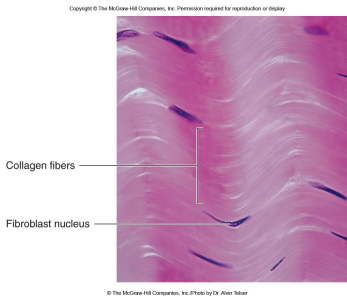 Copyright © The McGraw-Hill Companies, Inc. Permission required for reproduction or display
Collagen fibers
Fibroblast nucleus
© The McGraw-Hill Companies, Inc./Photo by Dr. Alvin Telser